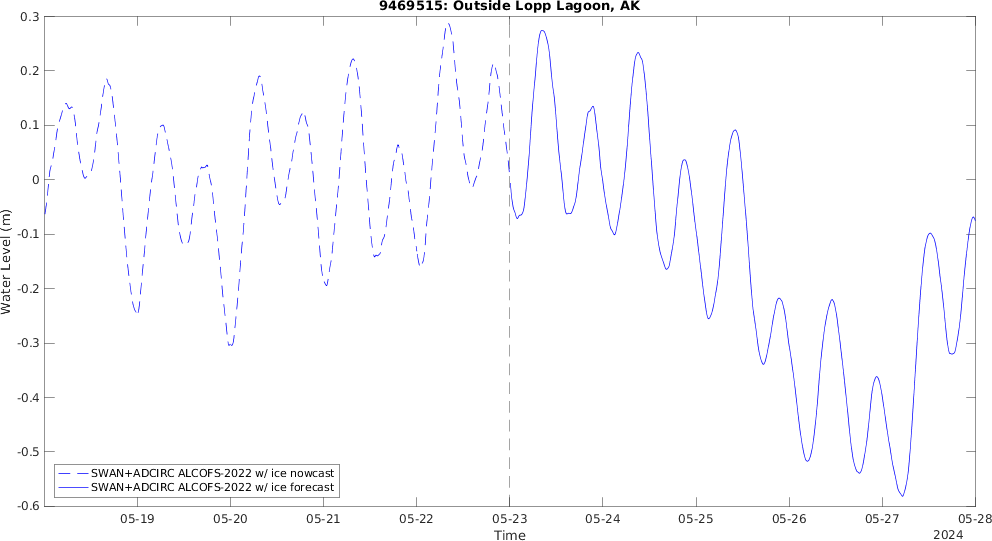 9469515: Outside Lopp Lagoon, AK
0.3
0.2
0.1
0
-0.1
-0.2
-0.3
-0.4
-0.5
-0.6
Water Level (m)
SWAN+ADCIRC ALCOFS-2022 w/ ice nowcast
SWAN+ADCIRC ALCOFS-2022 w/ ice forecast
05-19 05-20 05-21 05-22 05-23 05-24 05-25 05-26 05-27 05-28
Time
2024